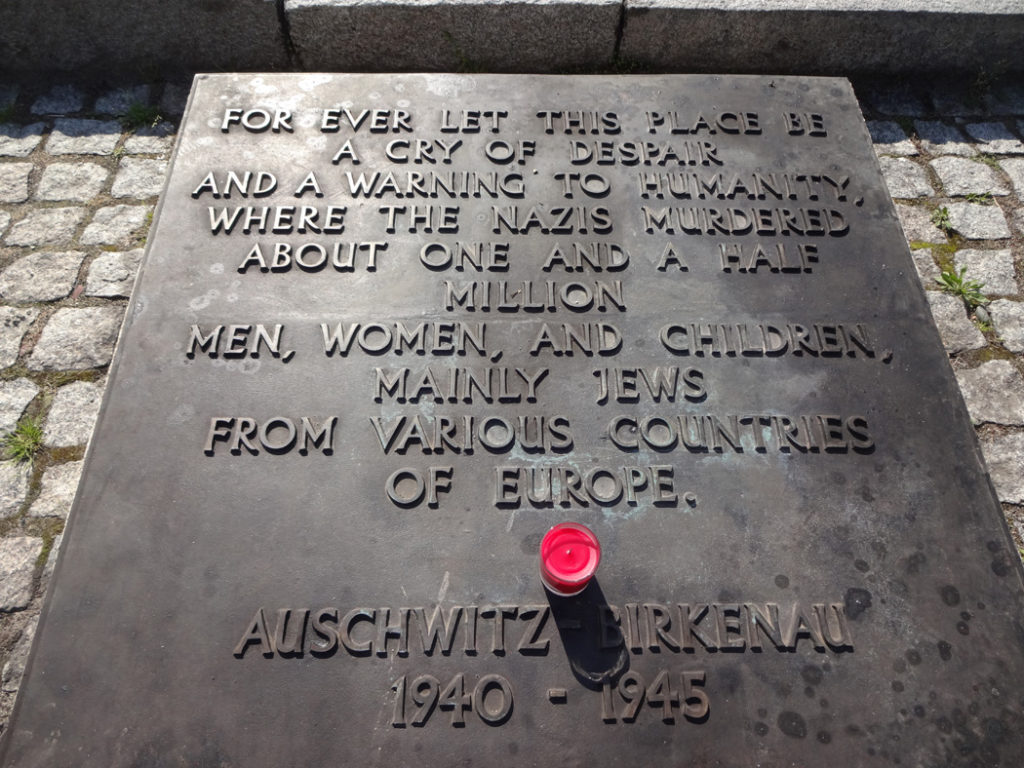 FOR EVER LET THIS PLACE BE
A CRY OF DESPAIR
AND A WARNING TO HUMANITY,
WHERE THE NAZIS MURDERED
ABOUT ONE AND A HALF
MILLION
MEN, WOMEN, AND CHILDREN,
MAINLY JEWS
FROM VARIOUS COUNTRIES
OF EUROPE.
AUSCHWITZ - BIRKENAU
1940 - 1945